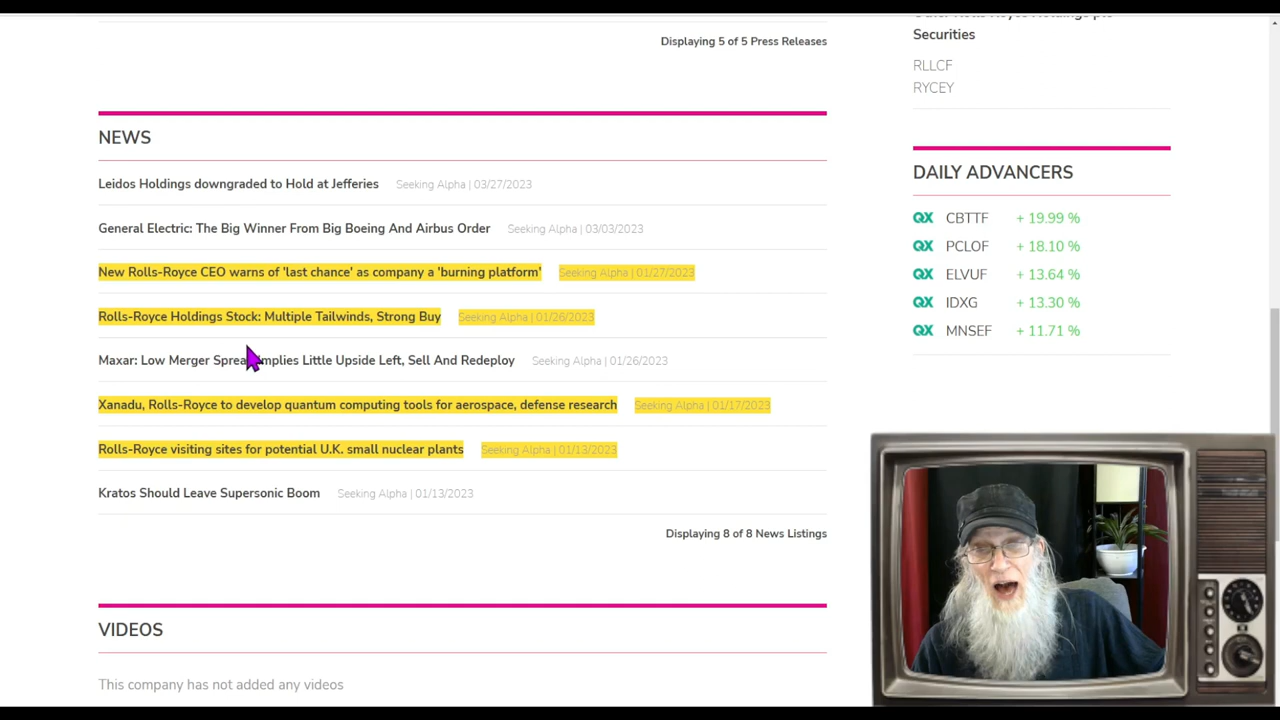 Displaying 5 of 5 Press Releases
Securities
RLLCF
RYCEY
NEWS
Leidos Holdings downgraded to Hold at Jefferies Seeking Alpha | 03/27/2023
General Electric: The Big Winner From Big Boeing And Airbus Order Seeking Alpha | 03/03/2023
New Rolls-Royce CEO warns of 'last chance' as company a 'burning platform' Seeking Alpha | 01/27/2023
Rolls-Royce Holdings Stock: Multiple Tailwinds, Strong Buy Seeking Alpha | 01/26/2023
Maxar: Low Merger Sprea mplies Little Upside Left, Sell And Redeploy Seeking Alpha | 01/26/2023
Xanadu, Rolls-Royce to develop quantum computing tools for aerospace, defense research Seeking Alpha | 01/17/2023
Rolls-Royce visiting sites for potential U.K. small nuclear plants Seeking Alpha | 01/13/2023
Kratos Should Leave Supersonic Boom Seeking Alpha | 01/13/2023
Displaying 8 of 8 News Listings
VIDEOS
This company has not added any videos
DAILY ADVANCERS
QX CBTTF + 19.99 %
QX PCLOF + 18.10 %
QX ELVUF + 13.64 %
QX IDXG + 13.30 %
QX MNSEF + 11.71 %